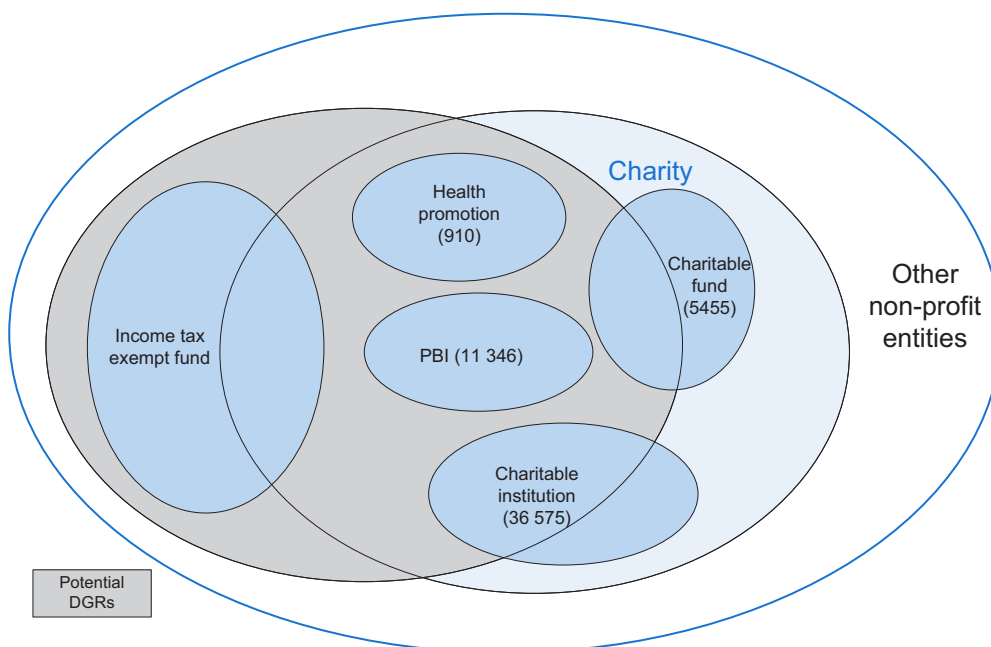 Health
promotion
(910)
Charity
Charitable
fund
(5455)
Other
non-profit
entities
Income tax
exempt fund
PBI (11 346)
Charitable
institution
(36 575)
Potential
DGRs